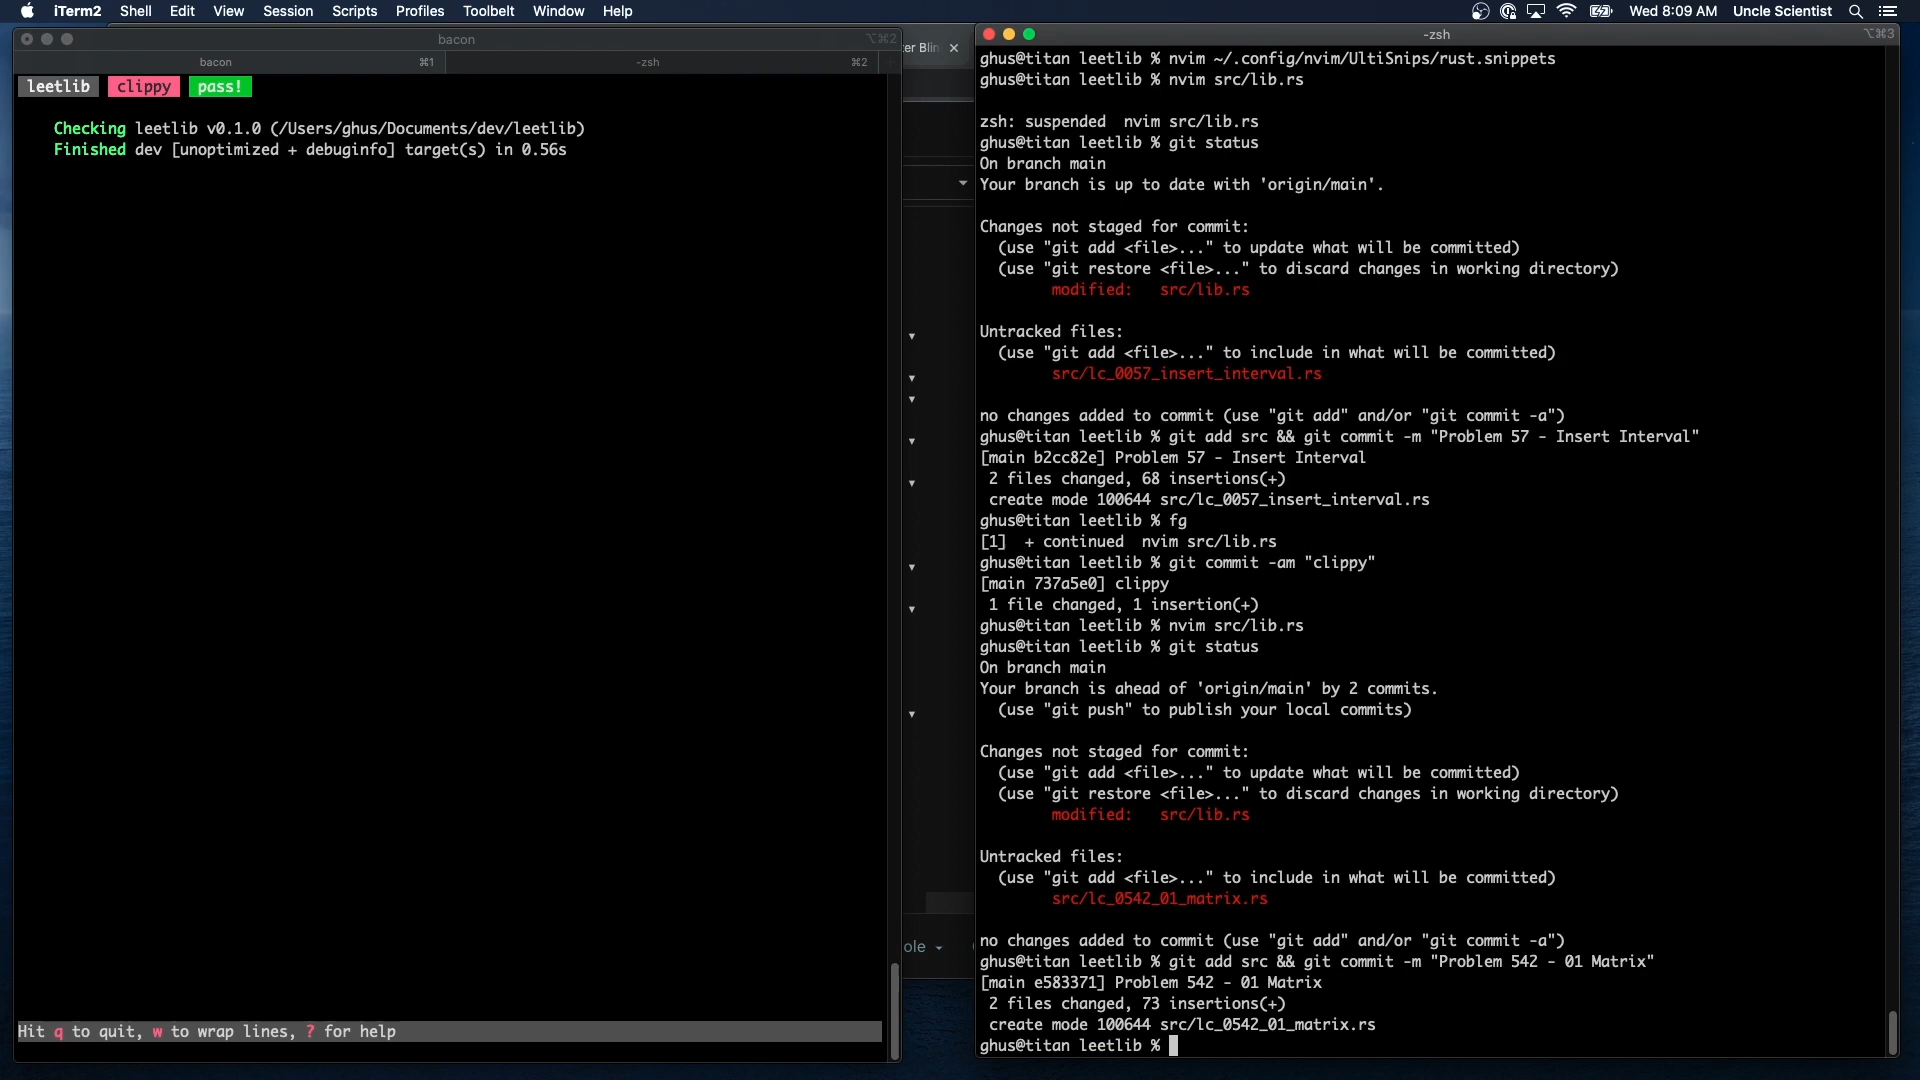 iTerm2 Shell Edit View Session Scripts Profiles Toolbelt Window Help
Wed 8:09 AM Uncle Scientist
bacon ⌥⌘2
bacon ⌘1 -zsh ⌘2
leetlib clippy pass!
Checking leetlib v0.1.0 (/Users/ghus/Documents/dev/leetlib)
Finished dev [unoptimized + debuginfo] target(s) in 0.56s
Hit q to quit, w to wrap lines, ? for help
ter Blin
ole
-zsh ⌥⌘3
ghus@titan leetlib % nvim ~/.config/nvim/UltiSnips/rust.snippets
ghus@titan leetlib % nvim src/lib.rs
zsh: suspended  nvim src/lib.rs
ghus@titan leetlib % git status
On branch main
Your branch is up to date with 'origin/main'.
Changes not staged for commit:
(use "git add <file>..." to update what will be committed)
(use "git restore <file>..." to discard changes in working directory)
modified:   src/lib.rs
Untracked files:
(use "git add <file>..." to include in what will be committed)
src/lc_0057_insert_interval.rs
no changes added to commit (use "git add" and/or "git commit -a")
ghus@titan leetlib % git add src && git commit -m "Problem 57 - Insert Interval"
[main b2cc82e] Problem 57 - Insert Interval
2 files changed, 68 insertions(+)
create mode 100644 src/lc_0057_insert_interval.rs
ghus@titan leetlib % fg
[1]  + continued  nvim src/lib.rs
ghus@titan leetlib % git commit -am "clippy"
[main 737a5e0] clippy
1 file changed, 1 insertion(+)
ghus@titan leetlib % nvim src/lib.rs
ghus@titan leetlib % git status
On branch main
Your branch is ahead of 'origin/main' by 2 commits.
(use "git push" to publish your local commits)
Changes not staged for commit:
(use "git add <file>..." to update what will be committed)
(use "git restore <file>..." to discard changes in working directory)
modified:   src/lib.rs
Untracked files:
(use "git add <file>..." to include in what will be committed)
src/lc_0542_01_matrix.rs
no changes added to commit (use "git add" and/or "git commit -a")
ghus@titan leetlib % git add src && git commit -m "Problem 542 - 01 Matrix"
[main e583371] Problem 542 - 01 Matrix
2 files changed, 73 insertions(+)
create mode 100644 src/lc_0542_01_matrix.rs
ghus@titan leetlib %